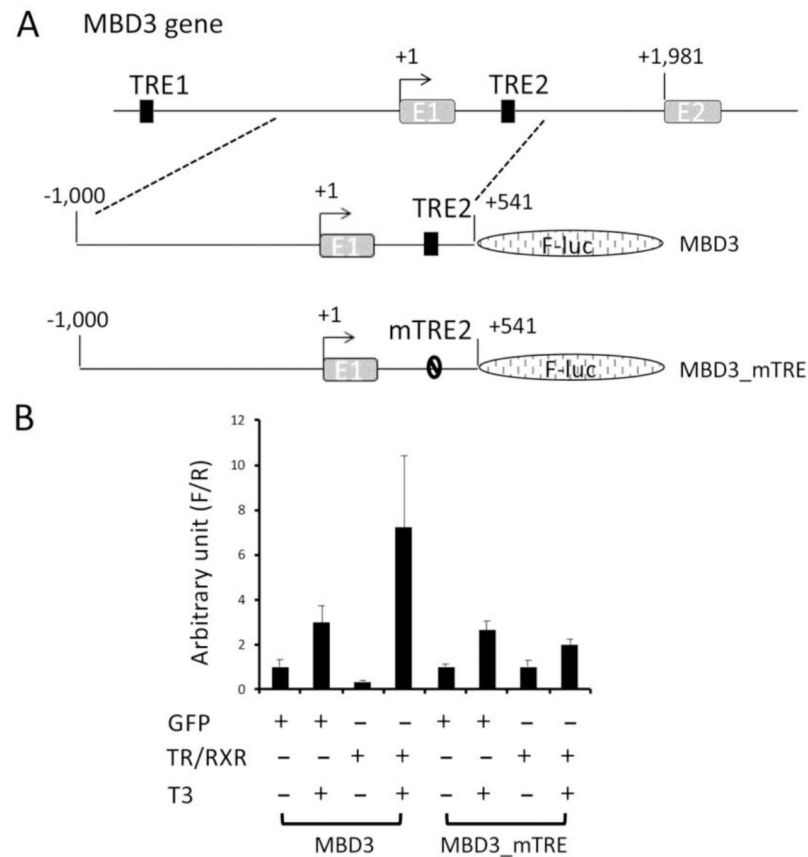 A MBD3 gene
+1 +1,981
TRE1 TRE2
E1 E2
-1,000 +1 TRE2 +541
E1 F-luc MBD3
-1,000 +1 mTRE2 +541
E1 F-luc MBD3_mTRE
B
Arbitrary unit (F/R)
12
10
8
6
4
2
0
GFP + + – – + + – –
TR/RXR – – + + – – + +
T3 – + – + – + – +
MBD3 MBD3_mTRE